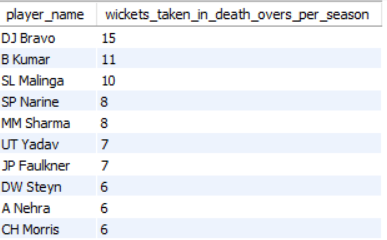 player_name wickets_taken_in_death_overs_per_season
DJ Bravo 15
B Kumar 11
SL Malinga 10
SP Narine 8
MM Sharma 8
UT Yadav 7
JP Faulkner 7
DW Steyn 6
A Nehra 6
CH Morris 6